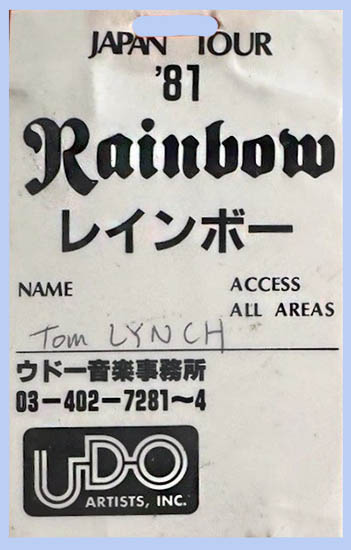 JAPAN TOUR
'81
Rainbow
レインボー
NAME
ACCESS
ALL AREAS
Tom LYNCH
ウドー音楽事務所
03-402-7281〜4
UDO
ARTISTS, INC.